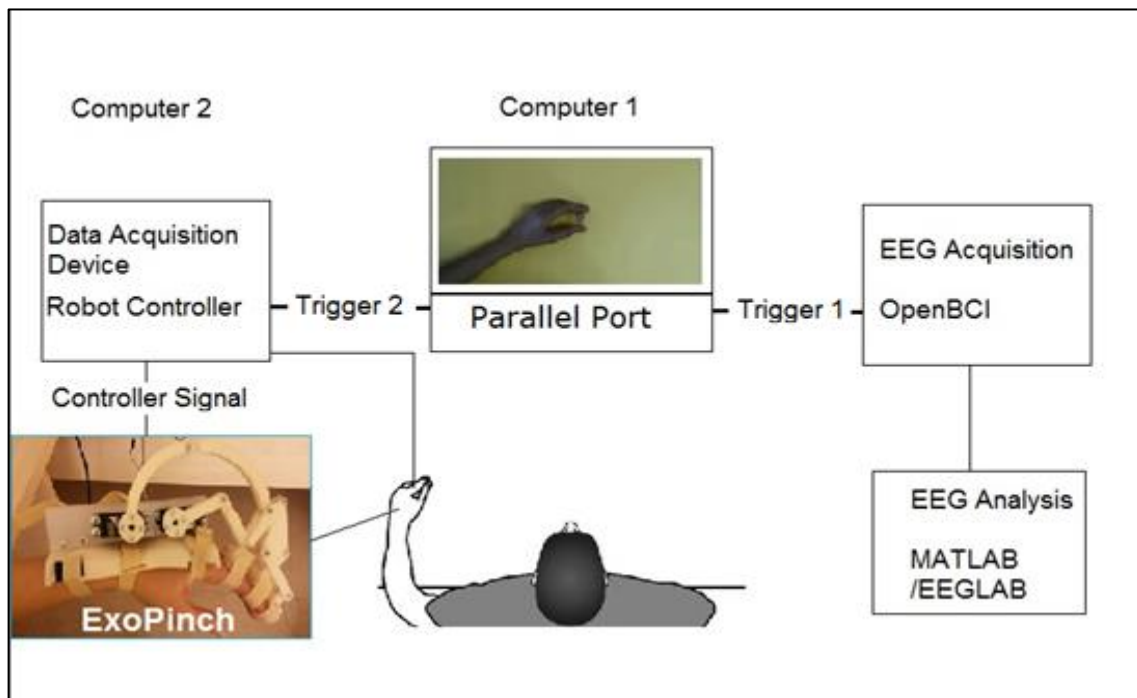 Computer 2
Computer 1
Data Acquisition
Device
Robot Controller
Trigger 2
Parallel Port
Trigger 1
EEG Acquisition
OpenBCI
Controller Signal
ExoPinch
EEG Analysis
MATLAB
/EEGLAB